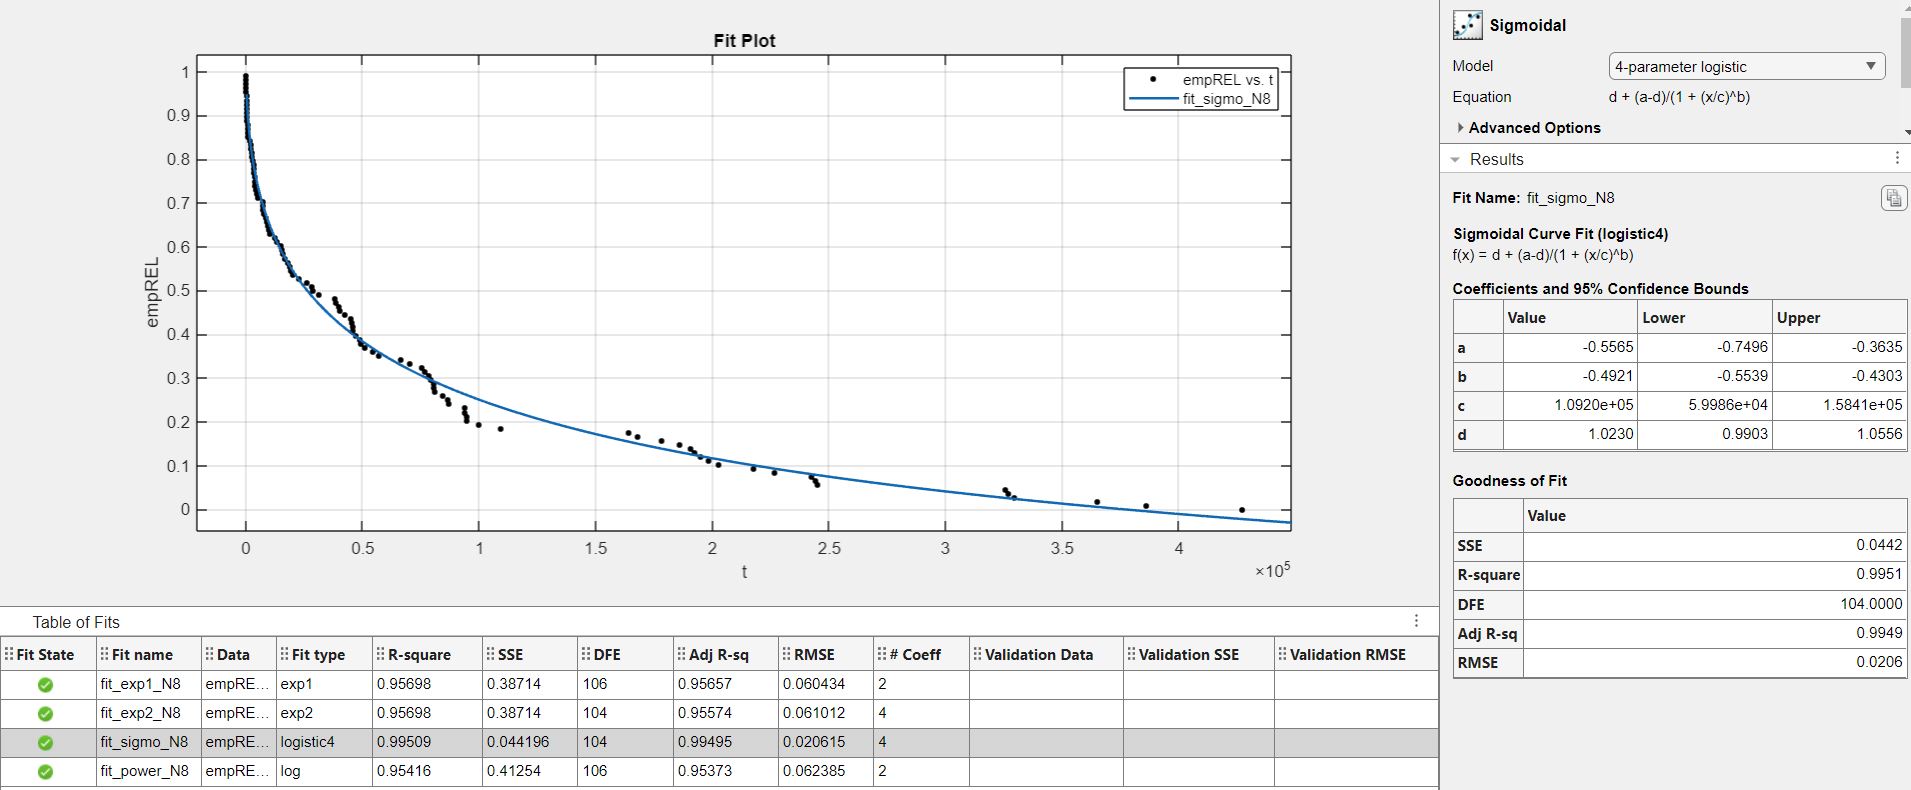 Fit Plot
empREL vs. t
fit_sigmo_N8
1
0.9
0.8
0.7
0.6
0.5
0.4
0.3
0.2
0.1
0
empREL
0 0.5 1 1.5 2 2.5 3 3.5 4
×10⁵
t
Sigmoidal
Model 4-parameter logistic
Equation d + (a-d)/(1 + (x/c)^b)
Advanced Options
Results
Fit Name: fit_sigmo_N8
Sigmoidal Curve Fit (logistic4)
f(x) = d + (a-d)/(1 + (x/c)^b)
Coefficients and 95% Confidence Bounds
Value Lower Upper
a -0.5565 -0.7496 -0.3635
b -0.4921 -0.5539 -0.4303
c 1.0920e+05 5.9986e+04 1.5841e+05
d 1.0230 0.9903 1.0556
Goodness of Fit
Value
SSE 0.0442
R-square 0.9951
DFE 104.0000
Adj R-sq 0.9949
RMSE 0.0206
Table of Fits
Fit State Fit name Data Fit type R-square SSE DFE Adj R-sq RMSE # Coeff Validation Data Validation SSE Validation RMSE
fit_exp1_N8 empRE... exp1 0.95698 0.38714 106 0.95657 0.060434 2
fit_exp2_N8 empRE... exp2 0.95698 0.38714 104 0.95574 0.061012 4
fit_sigmo_N8 empRE... logistic4 0.99509 0.044196 104 0.99495 0.020615 4
fit_power_N8 empRE... log 0.95416 0.41254 106 0.95373 0.062385 2